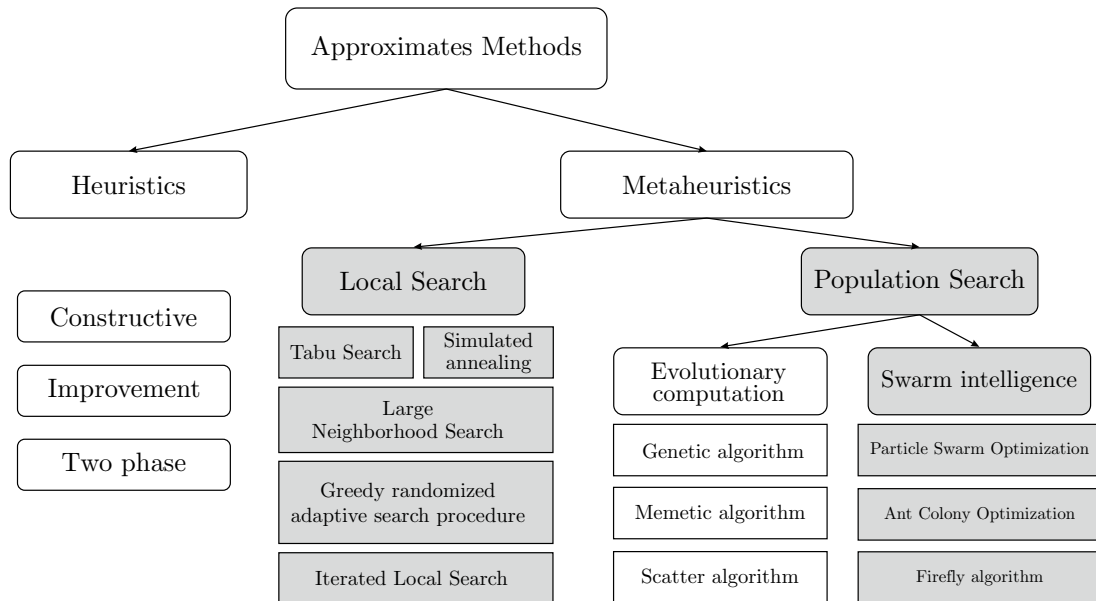 Approximates Methods
Heuristics
Metaheuristics
Local Search
Population Search
Constructive
Improvement
Two phase
Tabu Search
Simulated
annealing
Large
Neighborhood Search
Greedy randomized
adaptive search procedure
Iterated Local Search
Evolutionary
computation
Genetic algorithm
Memetic algorithm
Scatter algorithm
Swarm intelligence
Particle Swarm Optimization
Ant Colony Optimization
Firefly algorithm